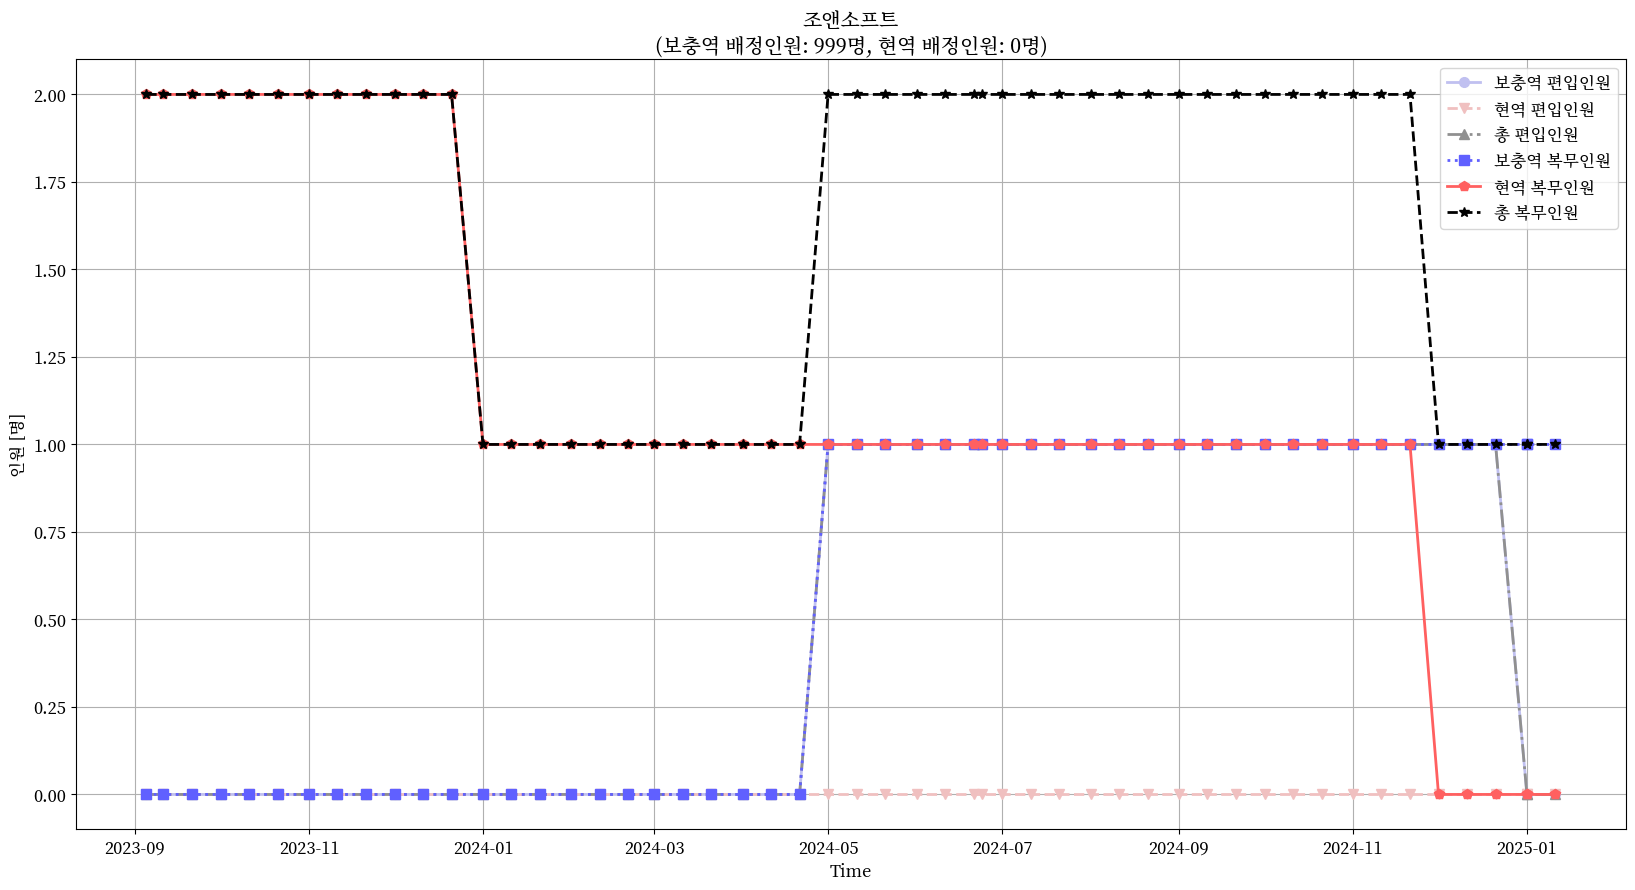 조앤소프트
(보충역 배정인원: 999명, 현역 배정인원: 0명)
보충역 편입인원
현역 편입인원
총 편입인원
보충역 복무인원
현역 복무인원
총 복무인원
인원 [명]
2.00
1.75
1.50
1.25
1.00
0.75
0.50
0.25
0.00
2023-09 2023-11 2024-01 2024-03 2024-05 2024-07 2024-09 2024-11 2025-01
Time